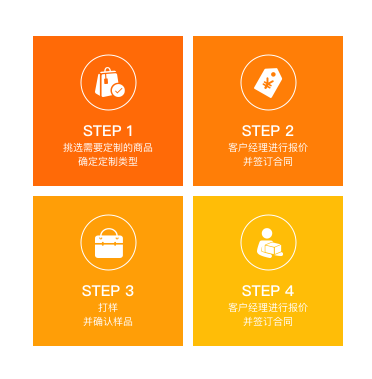 STEP 1
挑选需要定制的商品
确定定制类型
STEP 2
客户经理进行报价
并签订合同
STEP 3
打样
并确认样品
STEP 4
客户经理进行报价
并签订合同